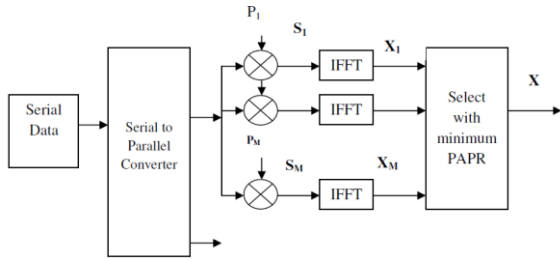 P1
S1
X1
IFFT
X
Serial
Data
Serial to
Parallel
Converter
IFFT
Select
with
minimum
PAPR
PM
SM
XM
IFFT